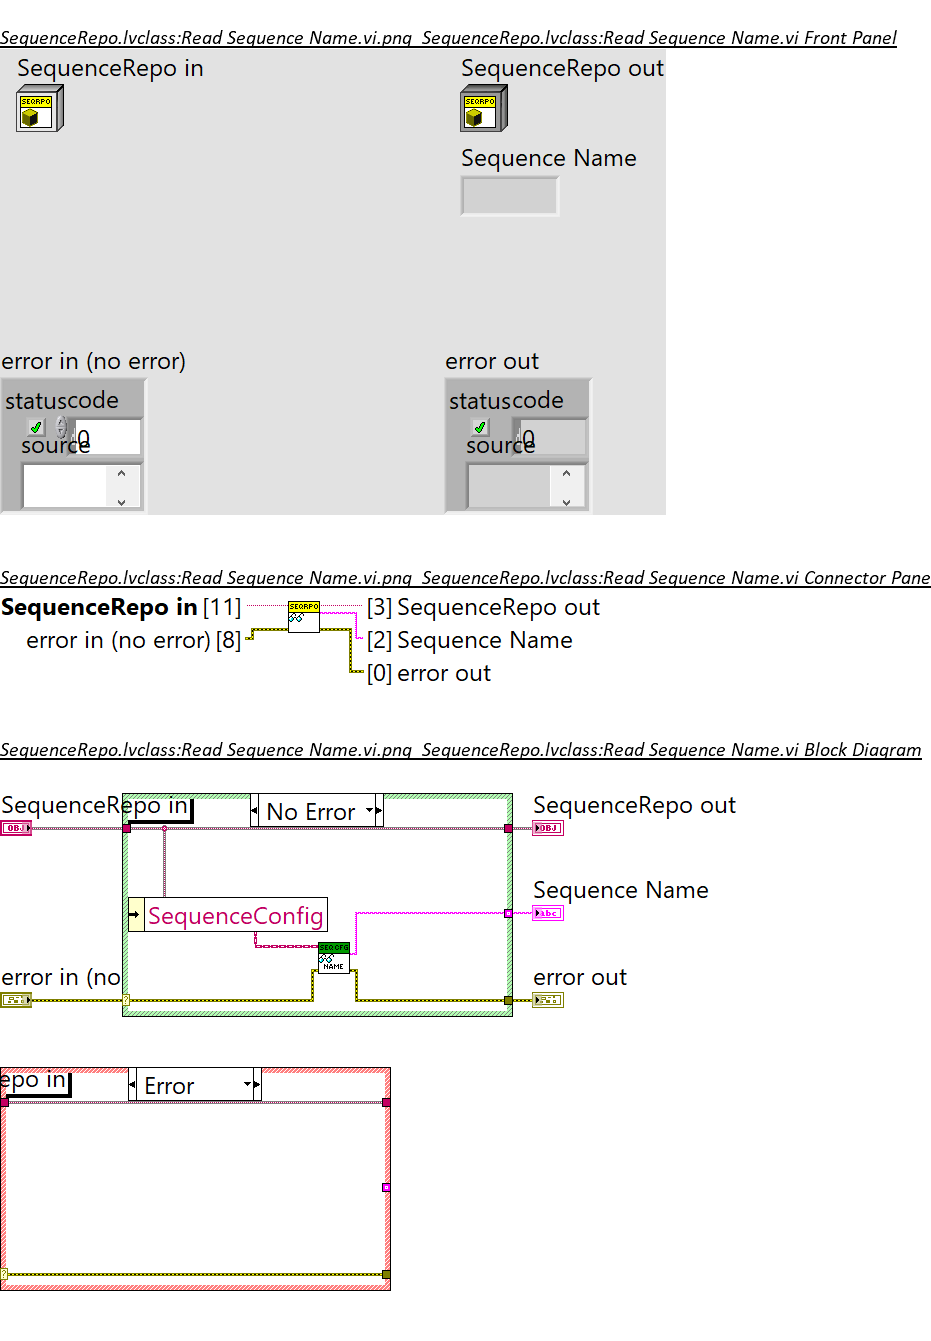 SequenceRepo.lvclass:Read Sequence Name.vi.png SequenceRepo.lvclass:Read Sequence Name.vi Front Panel
SequenceRepo in
SequenceRepo out
SEQRPO
SEQRPO
Sequence Name
error in (no error)
error out
status code
status code
0
0
source
source
SequenceRepo.lvclass:Read Sequence Name.vi.png SequenceRepo.lvclass:Read Sequence Name.vi Connector Pane
SequenceRepo in [11]
SEQRPO
[3] SequenceRepo out
error in (no error) [8]
[2] Sequence Name
[0] error out
SequenceRepo.lvclass:Read Sequence Name.vi.png SequenceRepo.lvclass:Read Sequence Name.vi Block Diagram
SequenceRepo in
No Error
SequenceRepo out
OBJ
OBJ
Sequence Name
SequenceConfig
abc
SEQCFG
NAME
error in (no
error out
?
epo in
Error
?